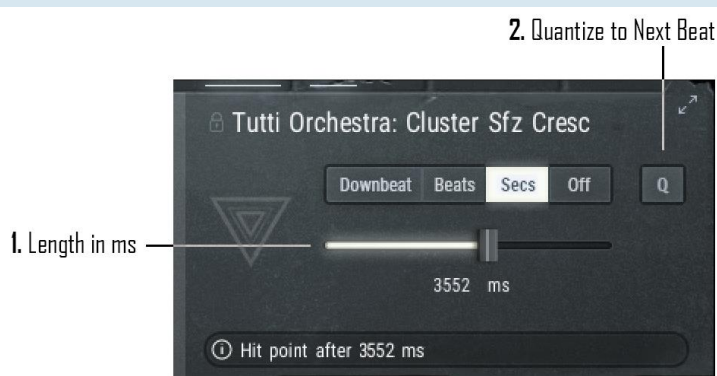 2. Quantize to Next Beat
Tutti Orchestra: Cluster Sfz Cresc
Downbeat Beats Secs Off Q
1. Length in ms
3552 ms
Hit point after 3552 ms